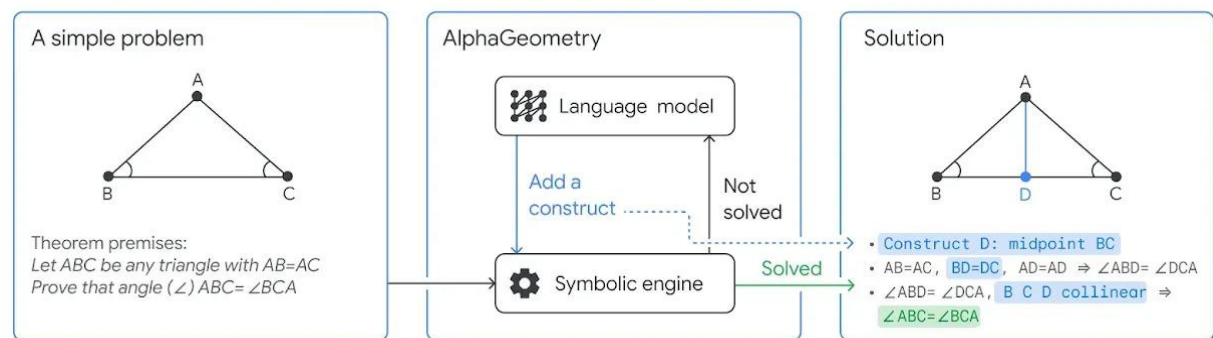 A simple problem
A
B
C
Theorem premises:
Let ABC be any triangle with AB=AC
Prove that angle (∠) ABC= ∠BCA
AlphaGeometry
Language model
Add a
construct
Not
solved
Symbolic engine
Solved
Solution
A
B
D
C
• Construct D: midpoint BC
• AB=AC, BD=DC, AD=AD ⇒ ∠ABD= ∠DCA
• ∠ABD= ∠DCA, B C D collinear ⇒
∠ABC=∠BCA